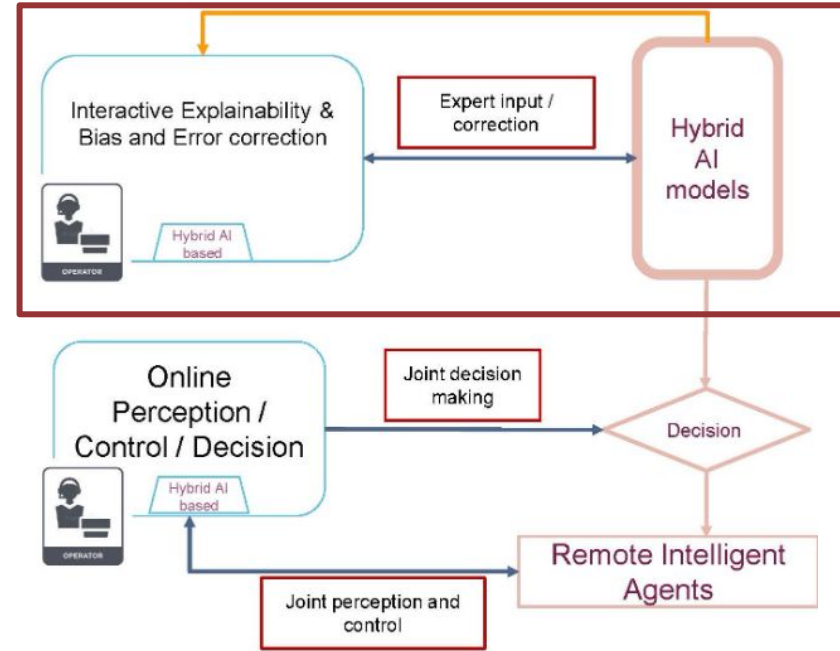 Interactive Explainability &
Bias and Error correction
Expert input /
correction
Hybrid
AI
models
Hybrid AI
based
OPERATOR
Online
Perception /
Control / Decision
Joint decision
making
Decision
Hybrid AI
based
OPERATOR
Remote Intelligent
Agents
Joint perception and
control